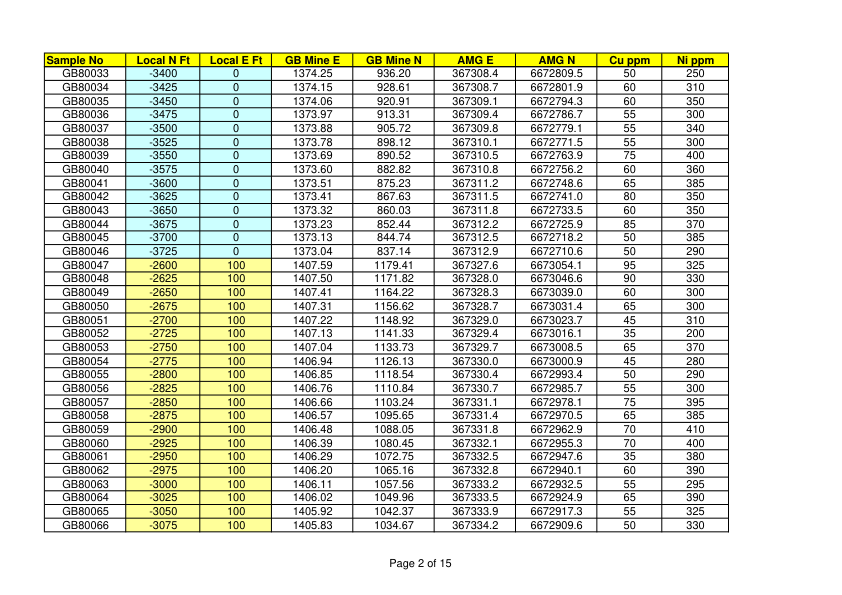 Sample No Local N Ft Local E Ft GB Mine E GB Mine N AMG E AMG N Cu ppm Ni ppm
GB80033 -3400 0 1374.25 936.20 367308.4 6672809.5 50 250
GB80034 -3425 0 1374.15 928.61 367308.7 6672801.9 60 310
GB80035 -3450 0 1374.06 920.91 367309.1 6672794.3 60 350
GB80036 -3475 0 1373.97 913.31 367309.4 6672786.7 55 300
GB80037 -3500 0 1373.88 905.72 367309.8 6672779.1 55 340
GB80038 -3525 0 1373.78 898.12 367310.1 6672771.5 55 300
GB80039 -3550 0 1373.69 890.52 367310.5 6672763.9 75 400
GB80040 -3575 0 1373.60 882.82 367310.8 6672756.2 60 360
GB80041 -3600 0 1373.51 875.23 367311.2 6672748.6 65 385
GB80042 -3625 0 1373.41 867.63 367311.5 6672741.0 80 350
GB80043 -3650 0 1373.32 860.03 367311.8 6672733.5 60 350
GB80044 -3675 0 1373.23 852.44 367312.2 6672725.9 85 370
GB80045 -3700 0 1373.13 844.74 367312.5 6672718.2 50 385
GB80046 -3725 0 1373.04 837.14 367312.9 6672710.6 50 290
GB80047 -2600 100 1407.59 1179.41 367327.6 6673054.1 95 325
GB80048 -2625 100 1407.50 1171.82 367328.0 6673046.6 90 330
GB80049 -2650 100 1407.41 1164.22 367328.3 6673039.0 60 300
GB80050 -2675 100 1407.31 1156.62 367328.7 6673031.4 65 300
GB80051 -2700 100 1407.22 1148.92 367329.0 6673023.7 45 310
GB80052 -2725 100 1407.13 1141.33 367329.4 6673016.1 35 200
GB80053 -2750 100 1407.04 1133.73 367329.7 6673008.5 65 370
GB80054 -2775 100 1406.94 1126.13 367330.0 6673000.9 45 280
GB80055 -2800 100 1406.85 1118.54 367330.4 6672993.4 50 290
GB80056 -2825 100 1406.76 1110.84 367330.7 6672985.7 55 300
GB80057 -2850 100 1406.66 1103.24 367331.1 6672978.1 75 395
GB80058 -2875 100 1406.57 1095.65 367331.4 6672970.5 65 385
GB80059 -2900 100 1406.48 1088.05 367331.8 6672962.9 70 410
GB80060 -2925 100 1406.39 1080.45 367332.1 6672955.3 70 400
GB80061 -2950 100 1406.29 1072.75 367332.5 6672947.6 35 380
GB80062 -2975 100 1406.20 1065.16 367332.8 6672940.1 60 390
GB80063 -3000 100 1406.11 1057.56 367333.2 6672932.5 55 295
GB80064 -3025 100 1406.02 1049.96 367333.5 6672924.9 65 390
GB80065 -3050 100 1405.92 1042.37 367333.9 6672917.3 55 325
GB80066 -3075 100 1405.83 1034.67 367334.2 6672909.6 50 330
Page 2 of 15